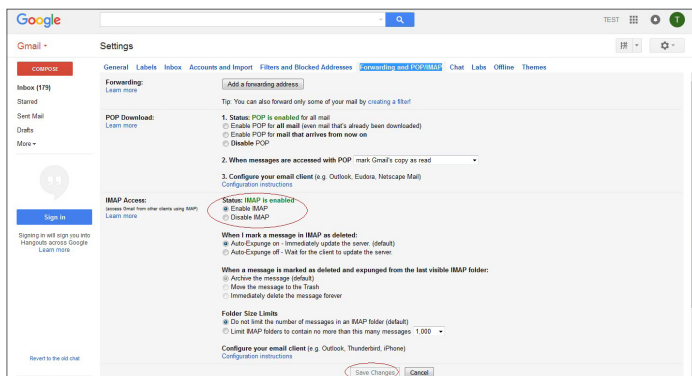 Google
TEST
T
Gmail
Settings
拼
COMPOSE
General Labels Inbox Accounts and Import Filters and Blocked Addresses Forwarding and POP/IMAP Chat Labs Offline Themes
Inbox (179)
Starred
Sent Mail
Drafts
More
Sign in
Signing in will sign you into
Hangouts across Google
Learn more
Revert to the old chat
Forwarding:
Learn more
Add a forwarding address
Tip: You can also forward only some of your mail by creating a filter!
POP Download:
Learn more
1. Status: POP is enabled for all mail
Enable POP for all mail (even mail that's already been downloaded)
Enable POP for mail that arrives from now on
Disable POP
2. When messages are accessed with POP mark Gmail's copy as read
3. Configure your email client (e.g. Outlook, Eudora, Netscape Mail)
Configuration instructions
IMAP Access:
(access Gmail from other clients using IMAP)
Learn more
Status: IMAP is enabled
Enable IMAP
Disable IMAP
When I mark a message in IMAP as deleted:
Auto-Expunge on - Immediately update the server. (default)
Auto-Expunge off - Wait for the client to update the server.
When a message is marked as deleted and expunged from the last visible IMAP folder:
Archive the message (default)
Move the message to the Trash
Immediately delete the message forever
Folder Size Limits
Do not limit the number of messages in an IMAP folder (default)
Limit IMAP folders to contain no more than this many messages 1,000
Configure your email client (e.g. Outlook, Thunderbird, iPhone)
Configuration instructions
Save Changes Cancel